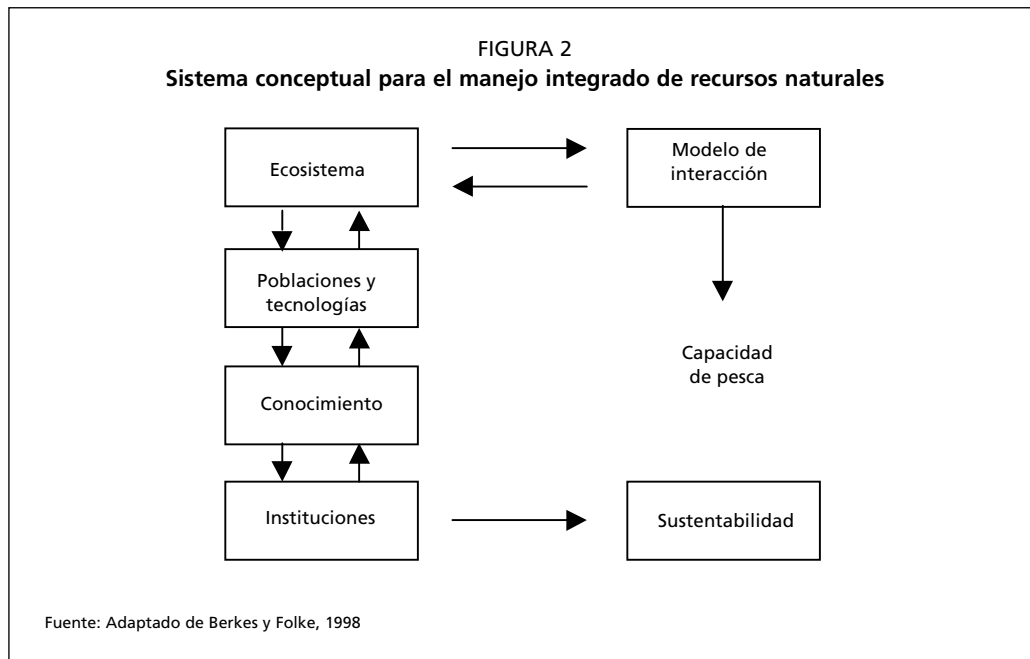 FIGURA 2
Sistema conceptual para el manejo integrado de recursos naturales
Ecosistema
Modelo de
interacción
Poblaciones y
tecnologías
Capacidad
de pesca
Conocimiento
Instituciones
Sustentabilidad
Fuente: Adaptado de Berkes y Folke, 1998